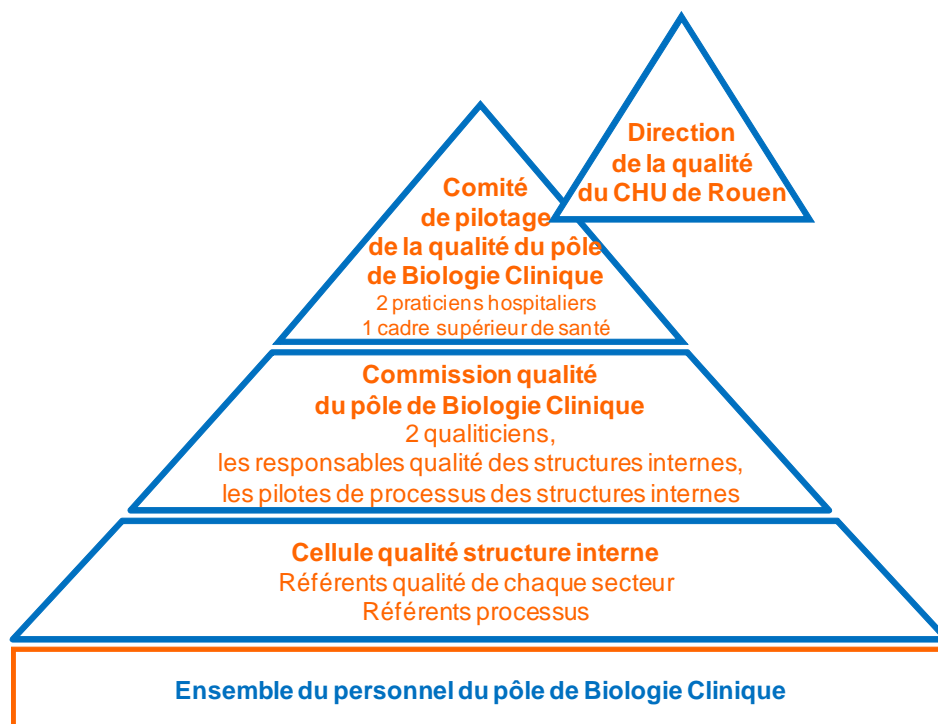 Direction
de la qualité
du CHU de Rouen
Comité
de pilotage
de la qualité du pôle
de Biologie Clinique
2 praticiens hospitaliers
1 cadre supérieur de santé
Commission qualité
du pôle de Biologie Clinique
2 qualiticiens,
les responsables qualité des structures internes,
les pilotes de processus des structures internes
Cellule qualité structure interne
Référents qualité de chaque secteur
Référents processus
Ensemble du personnel du pôle de Biologie Clinique